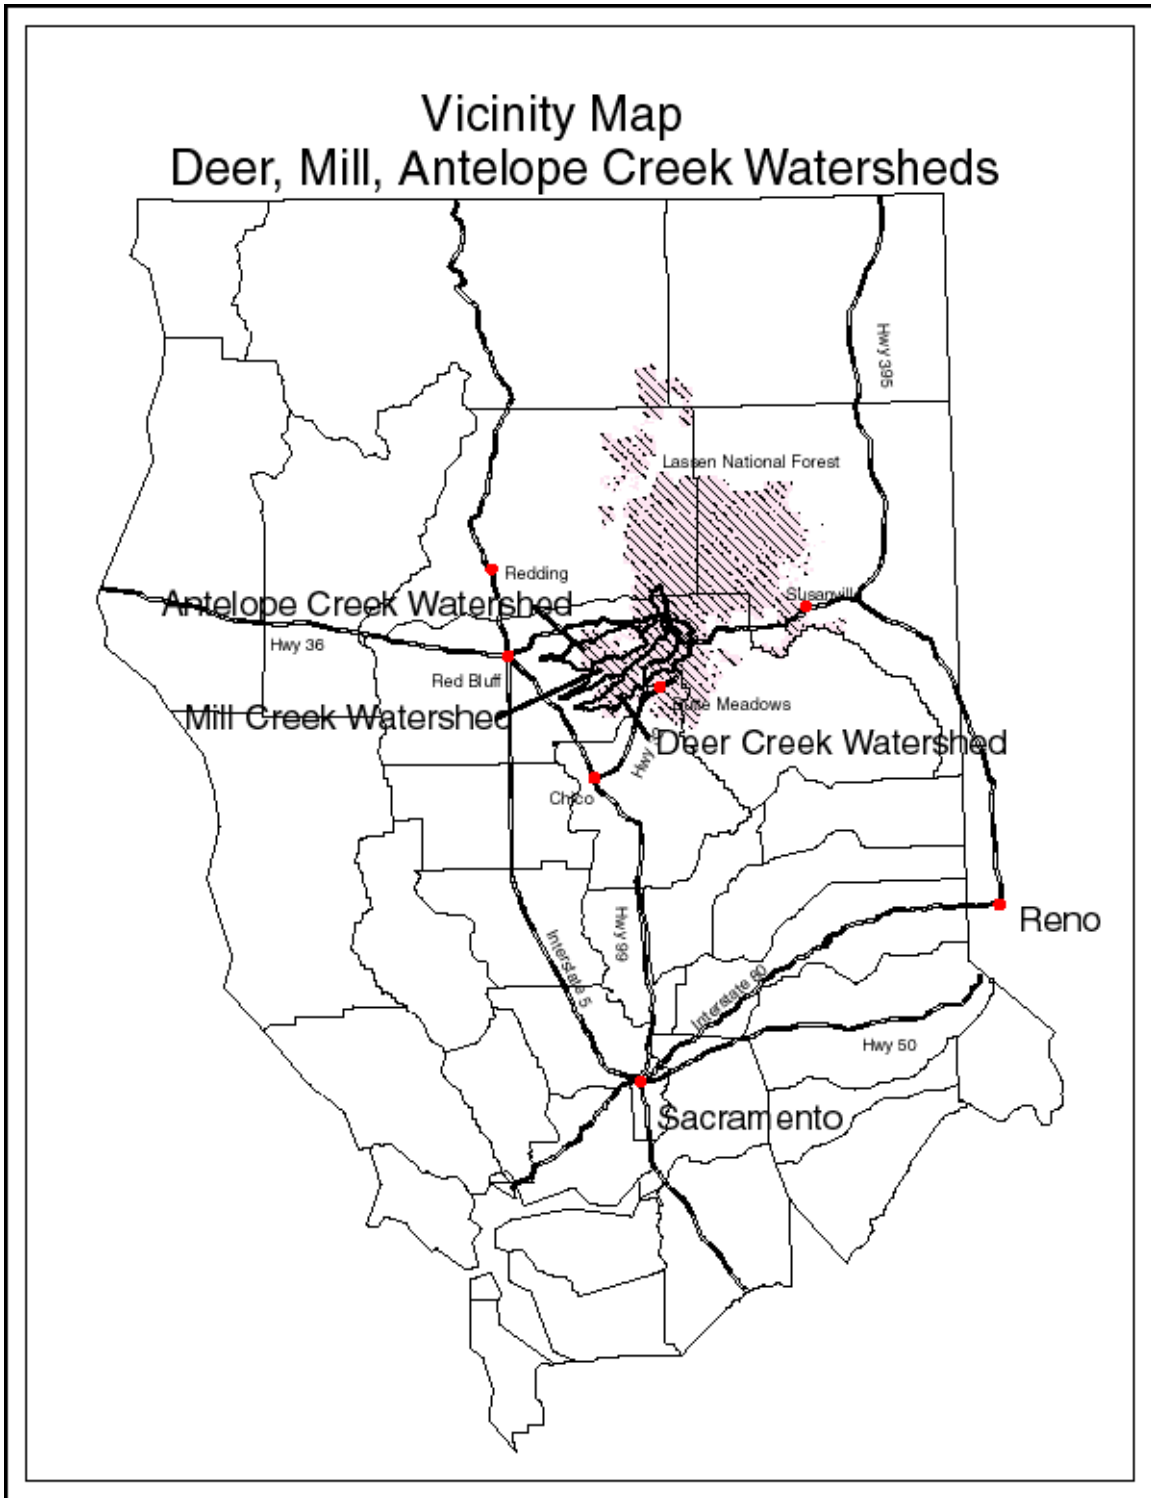 Vicinity Map
Deer, Mill, Antelope Creek Watersheds
Hwy 395
Lassen National Forest
Redding
Susanville
Antelope Creek Watershed
Hwy 36
Red Bluff
Meadows
Mill Creek Watershed
Deer Creek Watershed
Hwy
Chico
Hwy 99
Reno
Interstate 5
Interstate 80
Hwy 50
Sacramento